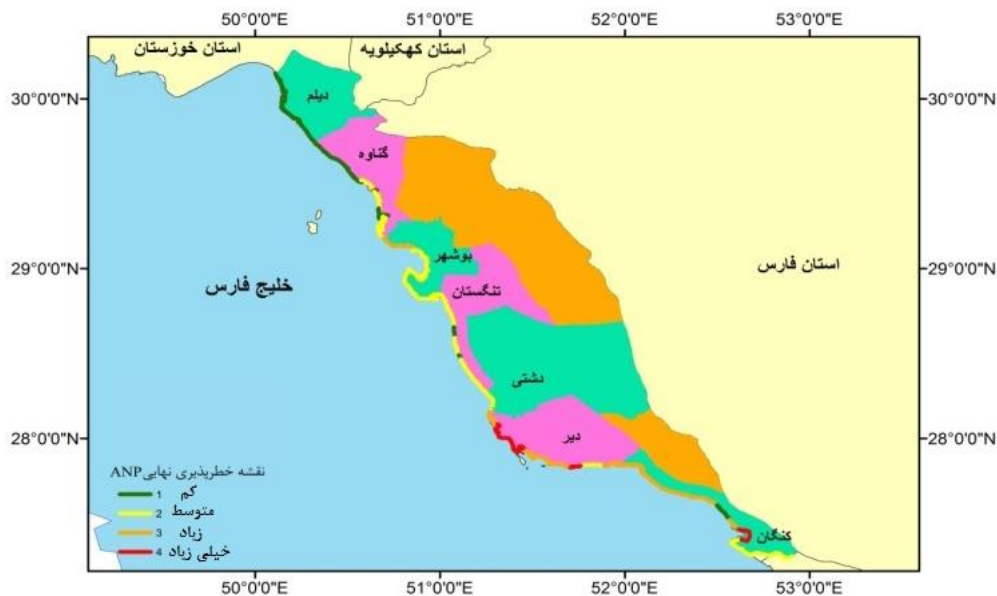 50°0'0"E 51°0'0"E 52°0'0"E 53°0'0"E
استان خوزستان
استان کهکیلویه
30°0'0"N 30°0'0"N
دیلم
گناوه
بوشهر
29°0'0"N 29°0'0"N
استان فارس
خلیج فارس
تنگستان
دشتی
دیر
28°0'0"N 28°0'0"N
نقشه خطرپذیری نهایی ANP
1 کم
2 متوسط
3 زیاد
4 خیلی زیاد
کنگان
50°0'0"E 51°0'0"E 52°0'0"E 53°0'0"E